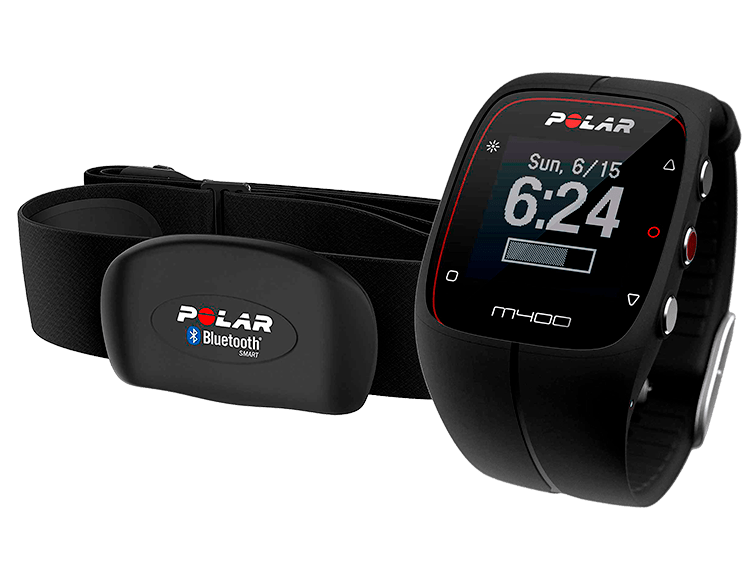 POLAR
Bluetooth®
SMART
POLAR
Sun, 6/15
6:24
M400